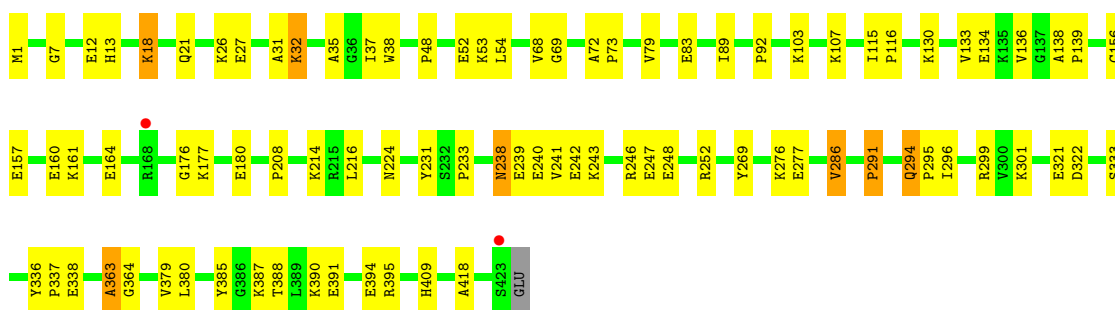 M1 G7 E12 H13 K18 Q21 K26 E27 A31 K32 A35 G36 I37 W38 P48 E52 K53 L54 V68 G69 A72 P73 V79 E83 I89 P92 K103 K107 I115 P116 K130 V133 E134 K135 V136 G137 A138 P139 G156
E157 E160 K161 E164 R168 G176 K177 E180 P208 K214 R215 L216 N224 Y231 S232 P233 N238 E239 E240 V241 E242 K243 R246 E247 E248 R252 Y269 K276 E277 V286 P291 Q294 P295 I296 R299 V300 K301 E321 D322 S333
Y336 P337 E338 A363 G364 V379 L380 Y385 G386 K387 T388 L389 K390 E391 E394 R395 H409 A418 S423 GLU